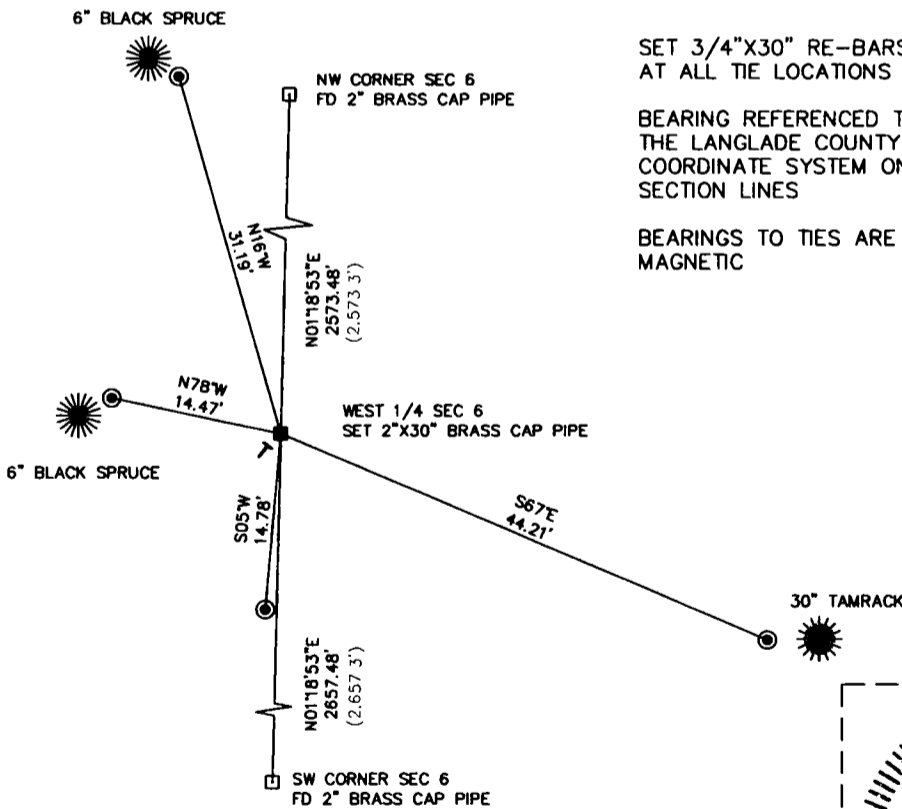 6" BLACK SPRUCE
NW CORNER SEC 6
FD 2" BRASS CAP PIPE
SET 3/4"X30" RE-BARS
AT ALL TIE LOCATIONS
BEARING REFERENCED T
THE LANGLADE COUNTY
COORDINATE SYSTEM ON
SECTION LINES
BEARINGS TO TIES ARE
MAGNETIC
N16°W
31.19'
N01°18'53"E
2573.48'
(2.573 3')
N78°W
14.47'
WEST 1/4 SEC 6
SET 2"X30" BRASS CAP PIPE
6" BLACK SPRUCE
T
S05°W
14.78'
S67°E
44.21'
30" TAMRACK
N01°18'53"E
2657.48'
(2.657 3')
SW CORNER SEC 6
FD 2" BRASS CAP PIPE